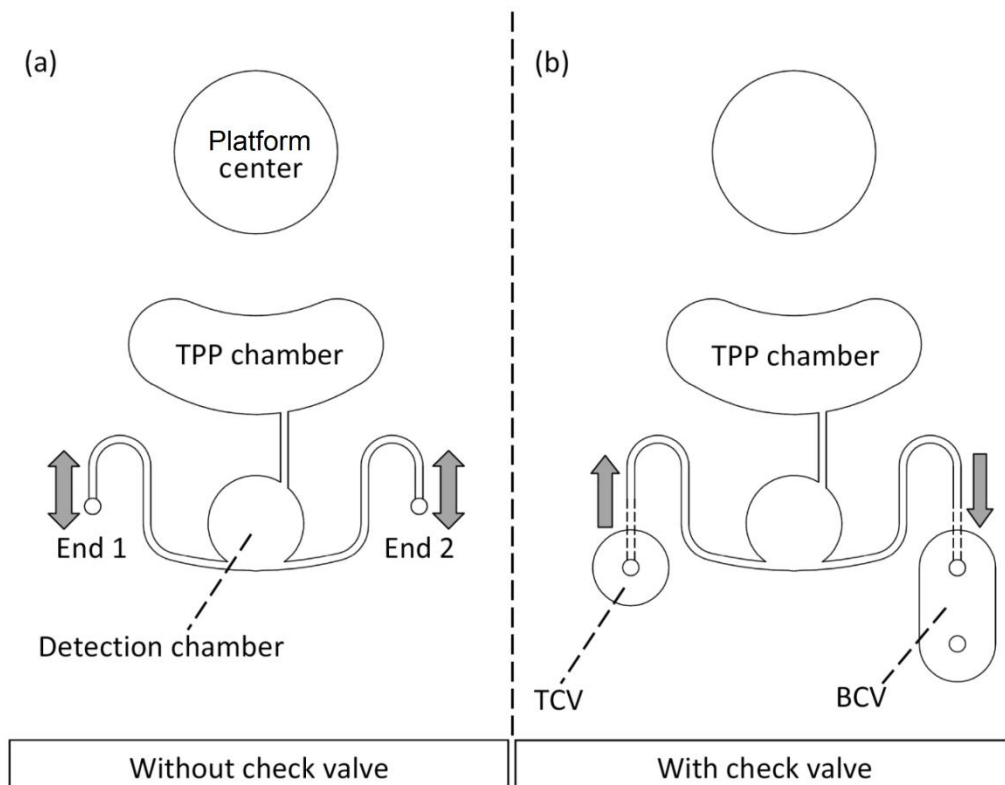 (a)
Platform
center
TPP chamber
End 1
End 2
Detection chamber
Without check valve
(b)
TPP chamber
TCV
BCV
With check valve